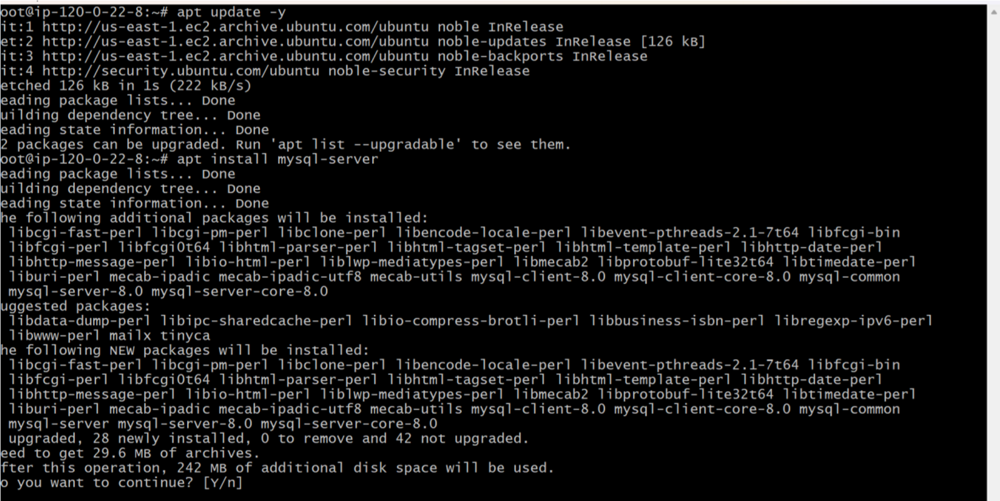 oot@ip-120-0-22-8:~# apt update -y
it:1 http://us-east-1.ec2.archive.ubuntu.com/ubuntu noble InRelease
et:2 http://us-east-1.ec2.archive.ubuntu.com/ubuntu noble-updates InRelease [126 kB]
it:3 http://us-east-1.ec2.archive.ubuntu.com/ubuntu noble-backports InRelease
it:4 http://security.ubuntu.com/ubuntu noble-security InRelease
etched 126 kB in 1s (222 kB/s)
eading package lists... Done
uilding dependency tree... Done
eading state information... Done
2 packages can be upgraded. Run 'apt list --upgradable' to see them.
oot@ip-120-0-22-8:~# apt install mysql-server
eading package lists... Done
uilding dependency tree... Done
eading state information... Done
he following additional packages will be installed:
libcgi-fast-perl libcgi-pm-perl libclone-perl libencode-locale-perl libevent-pthreads-2.1-7t64 libfcgi-bin
libfcgi-perl libfcgi0t64 libhtml-parser-perl libhtml-tagset-perl libhtml-template-perl libhttp-date-perl
libhttp-message-perl libio-html-perl liblwp-mediatypes-perl libmecab2 libprotobuf-lite32t64 libtimedate-perl
liburi-perl mecab-ipadic mecab-ipadic-utf8 mecab-utils mysql-client-8.0 mysql-client-core-8.0 mysql-common
mysql-server-8.0 mysql-server-core-8.0
uggested packages:
libdata-dump-perl libipc-sharedcache-perl libio-compress-brotli-perl libbusiness-isbn-perl libregexp-ipv6-perl
libwww-perl mailx tinyca
he following NEW packages will be installed:
libcgi-fast-perl libcgi-pm-perl libclone-perl libencode-locale-perl libevent-pthreads-2.1-7t64 libfcgi-bin
libfcgi-perl libfcgi0t64 libhtml-parser-perl libhtml-tagset-perl libhtml-template-perl libhttp-date-perl
libhttp-message-perl libio-html-perl liblwp-mediatypes-perl libmecab2 libprotobuf-lite32t64 libtimedate-perl
liburi-perl mecab-ipadic mecab-ipadic-utf8 mecab-utils mysql-client-8.0 mysql-client-core-8.0 mysql-common
mysql-server mysql-server-8.0 mysql-server-core-8.0
upgraded, 28 newly installed, 0 to remove and 42 not upgraded.
eed to get 29.6 MB of archives.
fter this operation, 242 MB of additional disk space will be used.
o you want to continue? [Y/n]